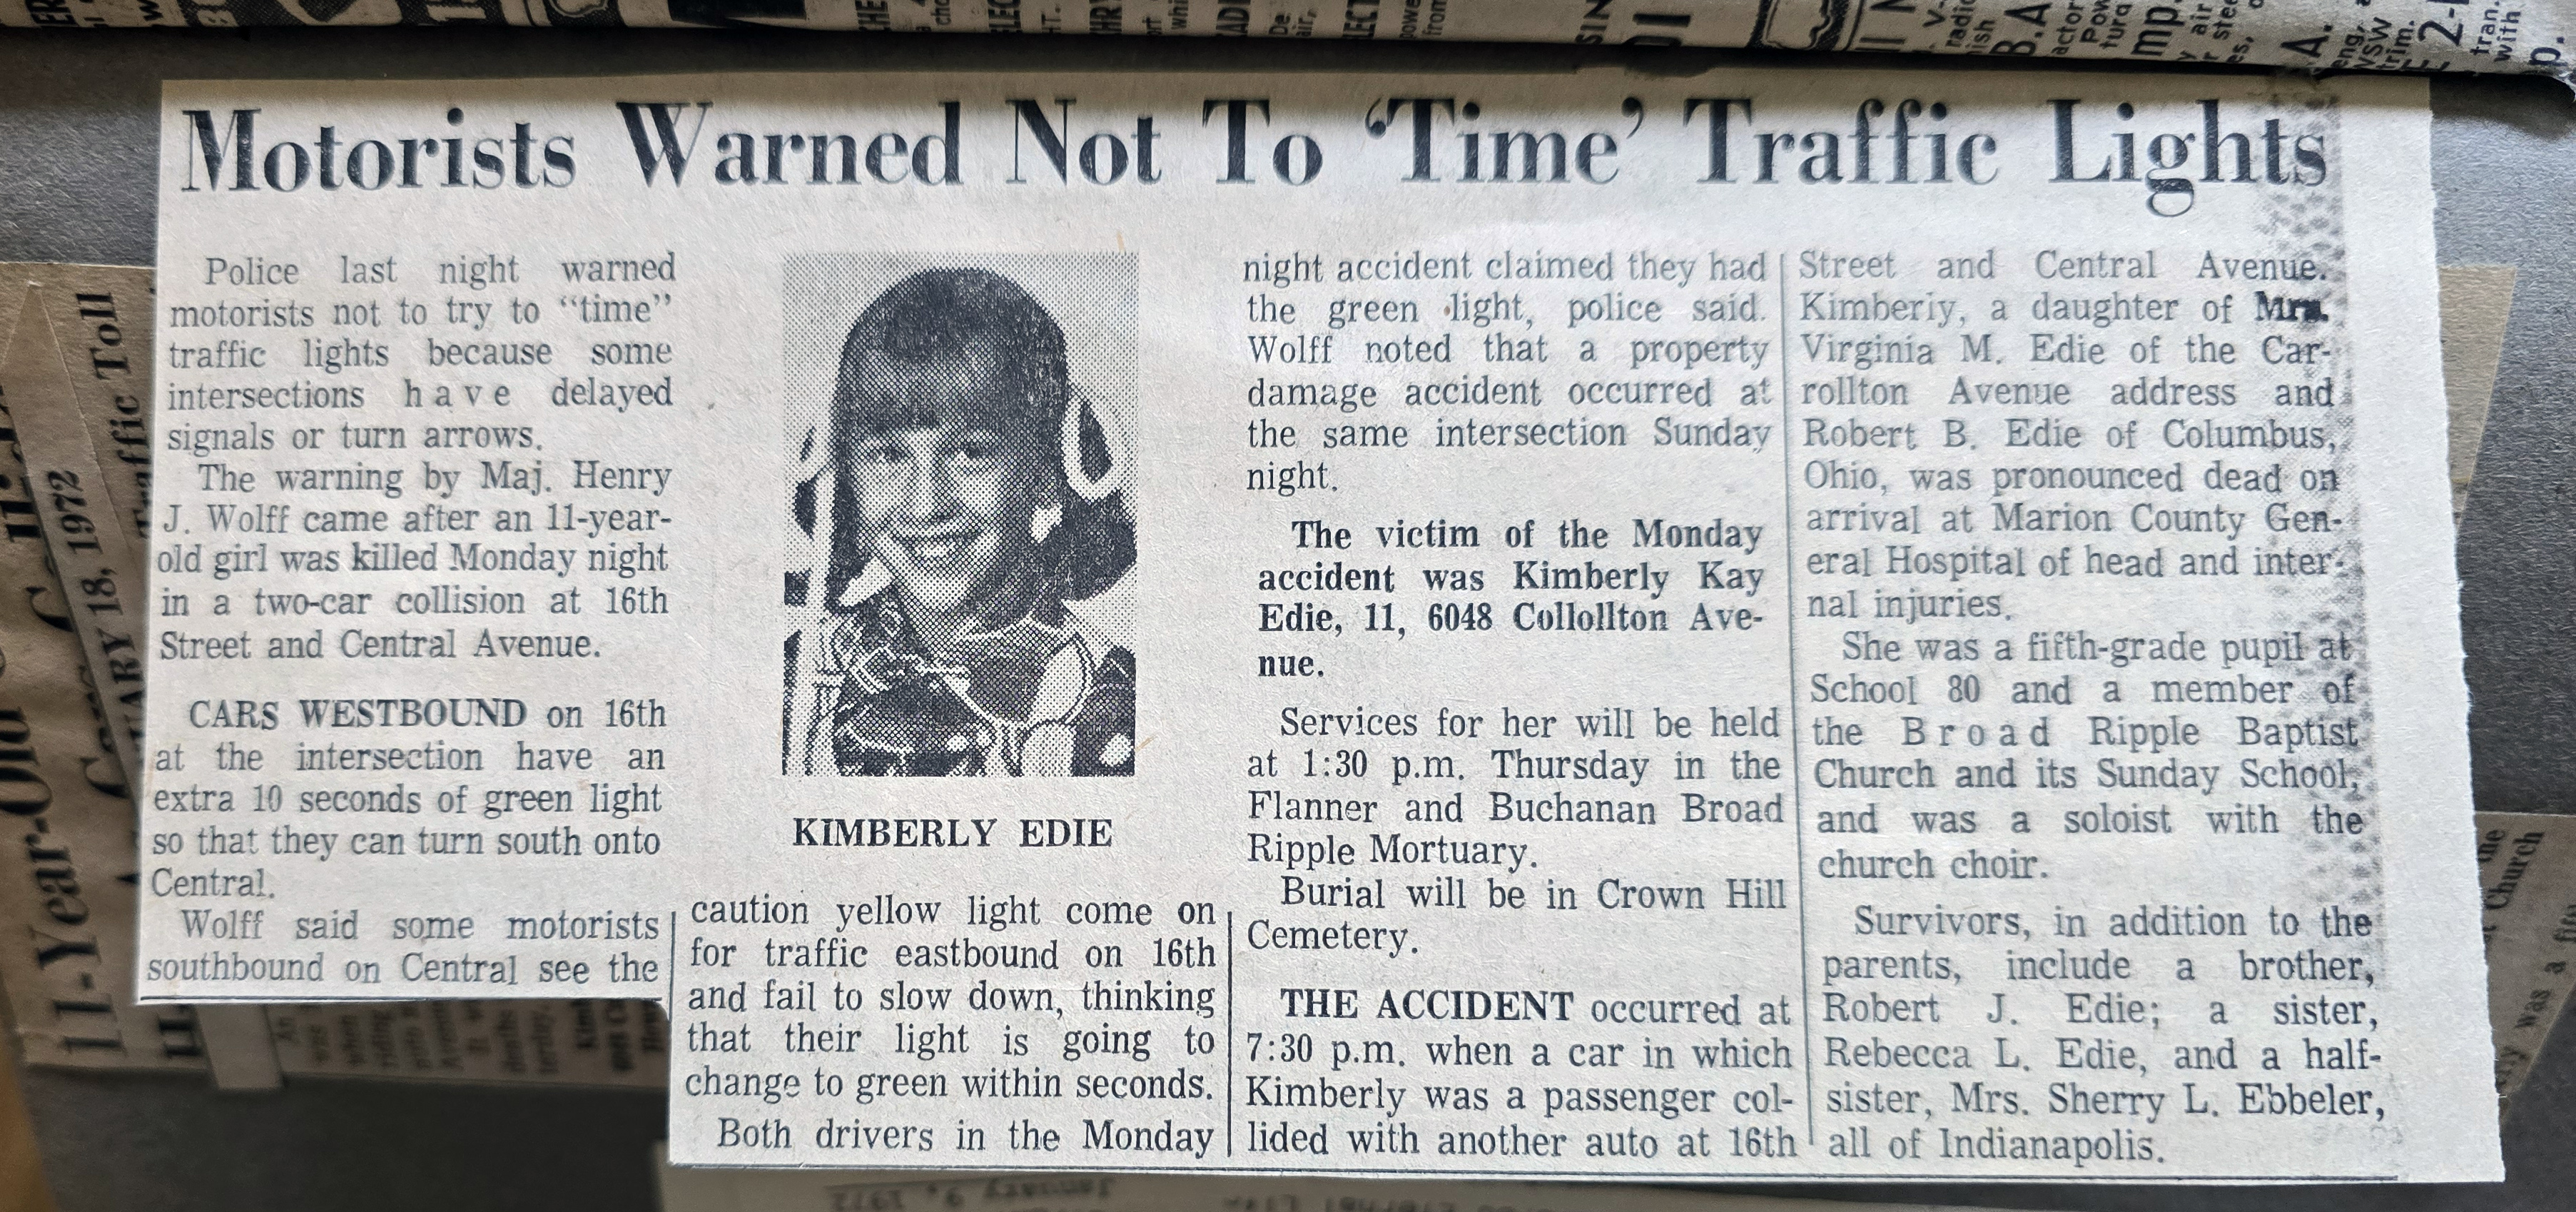 Motorists Warned Not To ‘Time’ Traffic Lights
Police last night warned
motorists not to try to “time”
traffic lights because some
intersections have delayed
signals or turn arrows.
The warning by Maj. Henry
J. Wolff came after an 11-year-
old girl was killed Monday night
in a two-car collision at 16th
Street and Central Avenue.
CARS WESTBOUND on 16th
at the intersection have an
extra 10 seconds of green light
so that they can turn south onto
Central.
Wolff said some motorists
southbound on Central see the
KIMBERLY EDIE
caution yellow light come on
for traffic eastbound on 16th
and fail to slow down, thinking
that their light is going to
change to green within seconds.
Both drivers in the Monday
night accident claimed they had
the green light, police said.
Wolff noted that a property
damage accident occurred at
the same intersection Sunday
night.
The victim of the Monday
accident was Kimberly Kay
Edie, 11, 6048 Collollton Ave-
nue.
Services for her will be held
at 1:30 p.m. Thursday in the
Flanner and Buchanan Broad
Ripple Mortuary.
Burial will be in Crown Hill
Cemetery.
THE ACCIDENT occurred at
7:30 p.m. when a car in which
Kimberly was a passenger col-
lided with another auto at 16th
Street and Central Avenue.
Kimberly, a daughter of Mrs.
Virginia M. Edie of the Car-
rollton Avenue address and
Robert B. Edie of Columbus,
Ohio, was pronounced dead on
arrival at Marion County Gen-
eral Hospital of head and inter-
nal injuries.
She was a fifth-grade pupil at
School 80 and a member of
the Broad Ripple Baptist
Church and its Sunday School,
and was a soloist with the
church choir.
Survivors, in addition to the
parents, include a brother,
Robert J. Edie; a sister,
Rebecca L. Edie, and a half-
sister, Mrs. Sherry L. Ebbeler,
all of Indianapolis.
11-Year-Old
18, 1972
Traffic Toll
the
Church
was a
January 9, 1972